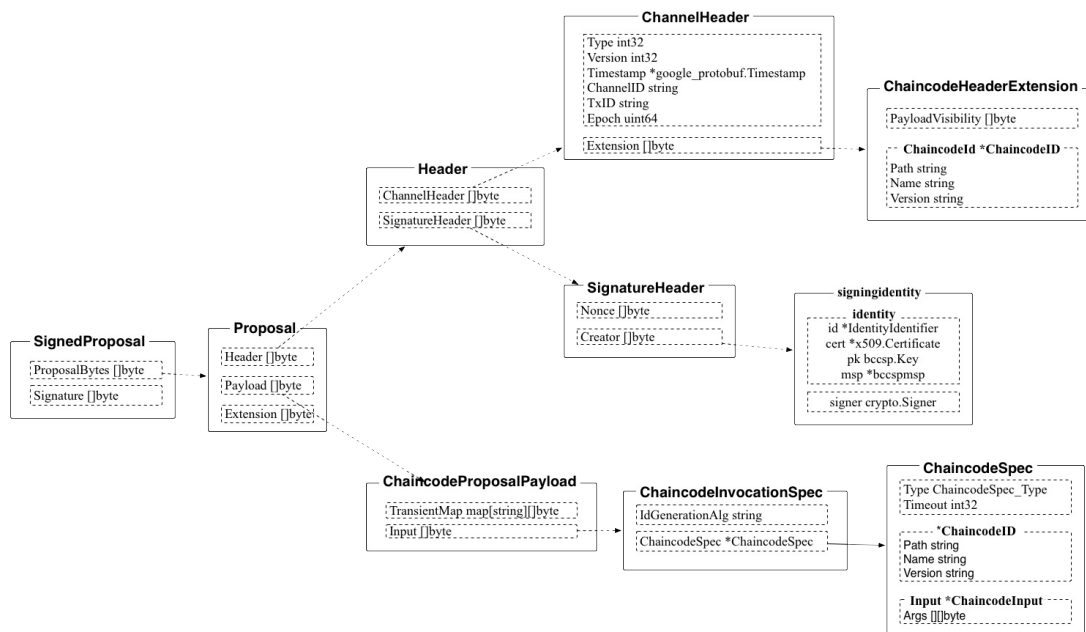 ChannelHeader
Type int32
Version int32
Timestamp *google_protobuf.Timestamp
ChannelID string
TxID string
Epoch uint64
Extension []byte
ChaincodeHeaderExtension
PayloadVisibility []byte
ChaincodeId *ChaincodeID
Path string
Name string
Version string
Header
ChannelHeader []byte
SignatureHeader []byte
SignatureHeader
Nonce []byte
Creator []byte
signingidentity
identity
id *IdentityIdentifier
cert *x509.Certificate
pk bccsp.Key
msp *bccspmsp
signer crypto.Signer
SignedProposal
ProposalBytes []byte
Signature []byte
Proposal
Header []byte
Payload []byte
Extension []byte
ChaincodeProposalPayload
TransientMap map[string][]byte
Input []byte
ChaincodeInvocationSpec
IdGenerationAlg string
ChaincodeSpec *ChaincodeSpec
ChaincodeSpec
Type ChaincodeSpec_Type
Timeout int32
*ChaincodeID
Path string
Name string
Version string
Input *ChaincodeInput
Args [][]byte